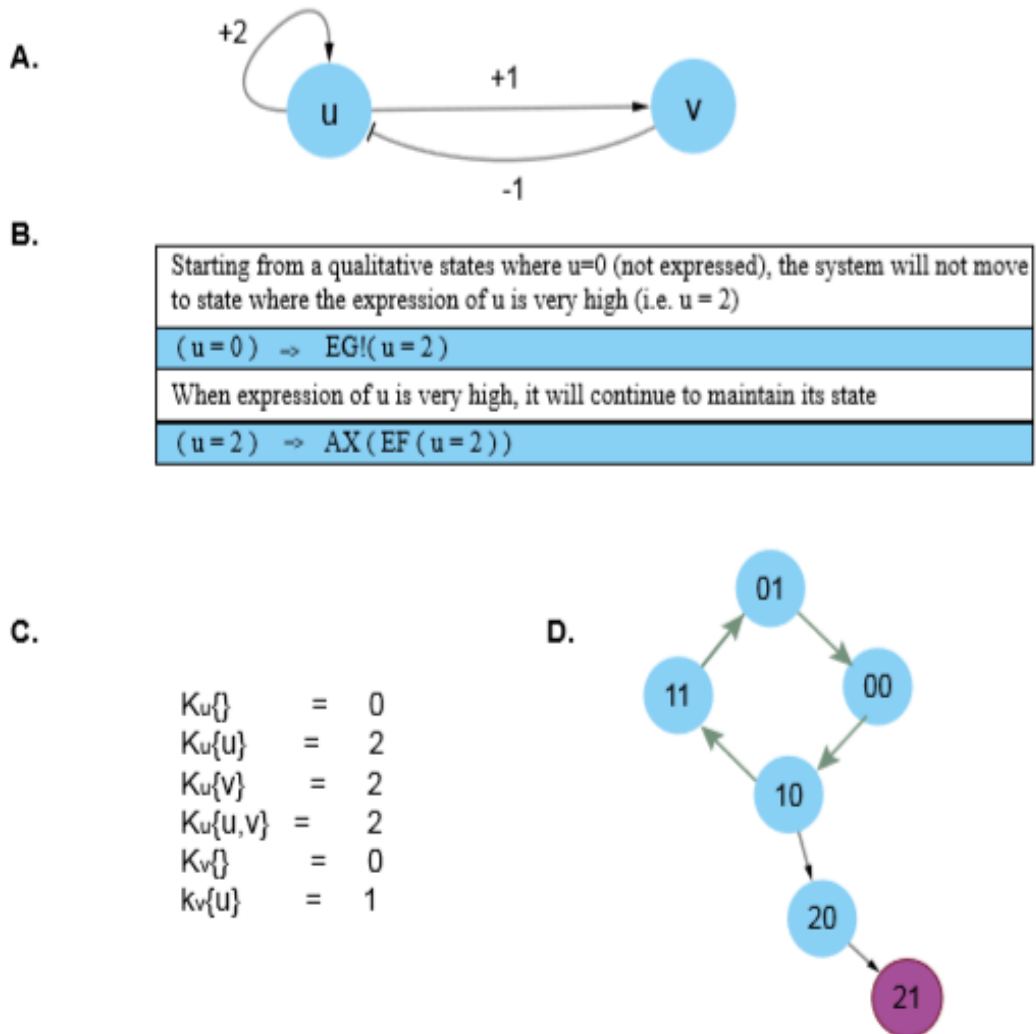 A.
+2
u
+1
v
-1
B.
Starting from a qualitative states where u=0 (not expressed), the system will not move
to state where the expression of u is very high (i.e. u = 2)
( u = 0 ) -> EG!( u = 2 )
When expression of u is very high, it will continue to maintain its state
( u = 2 ) -> AX ( EF ( u = 2 ) )
C.
Ku{} = 0
Ku{u} = 2
Ku{v} = 2
Ku{u,v} = 2
Kv{} = 0
kv{u} = 1
D.
01
11
00
10
20
21